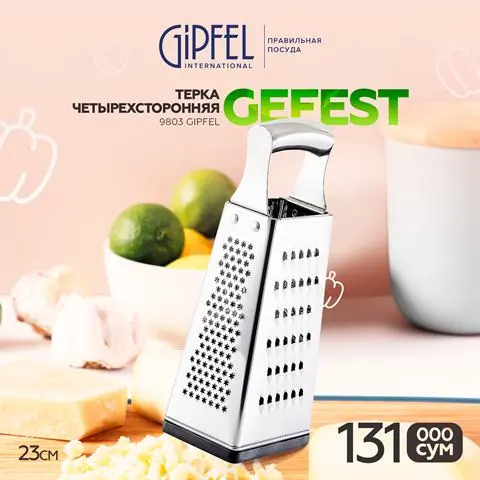 GIPFEL
INTERNATIONAL
ПРАВИЛЬНАЯ
ПОСУДА
ТЕРКА
ЧЕТЫРЕХСТОРОННЯЯ
9803 GIPFEL
GEFEST
23СМ
131 000
СУМ